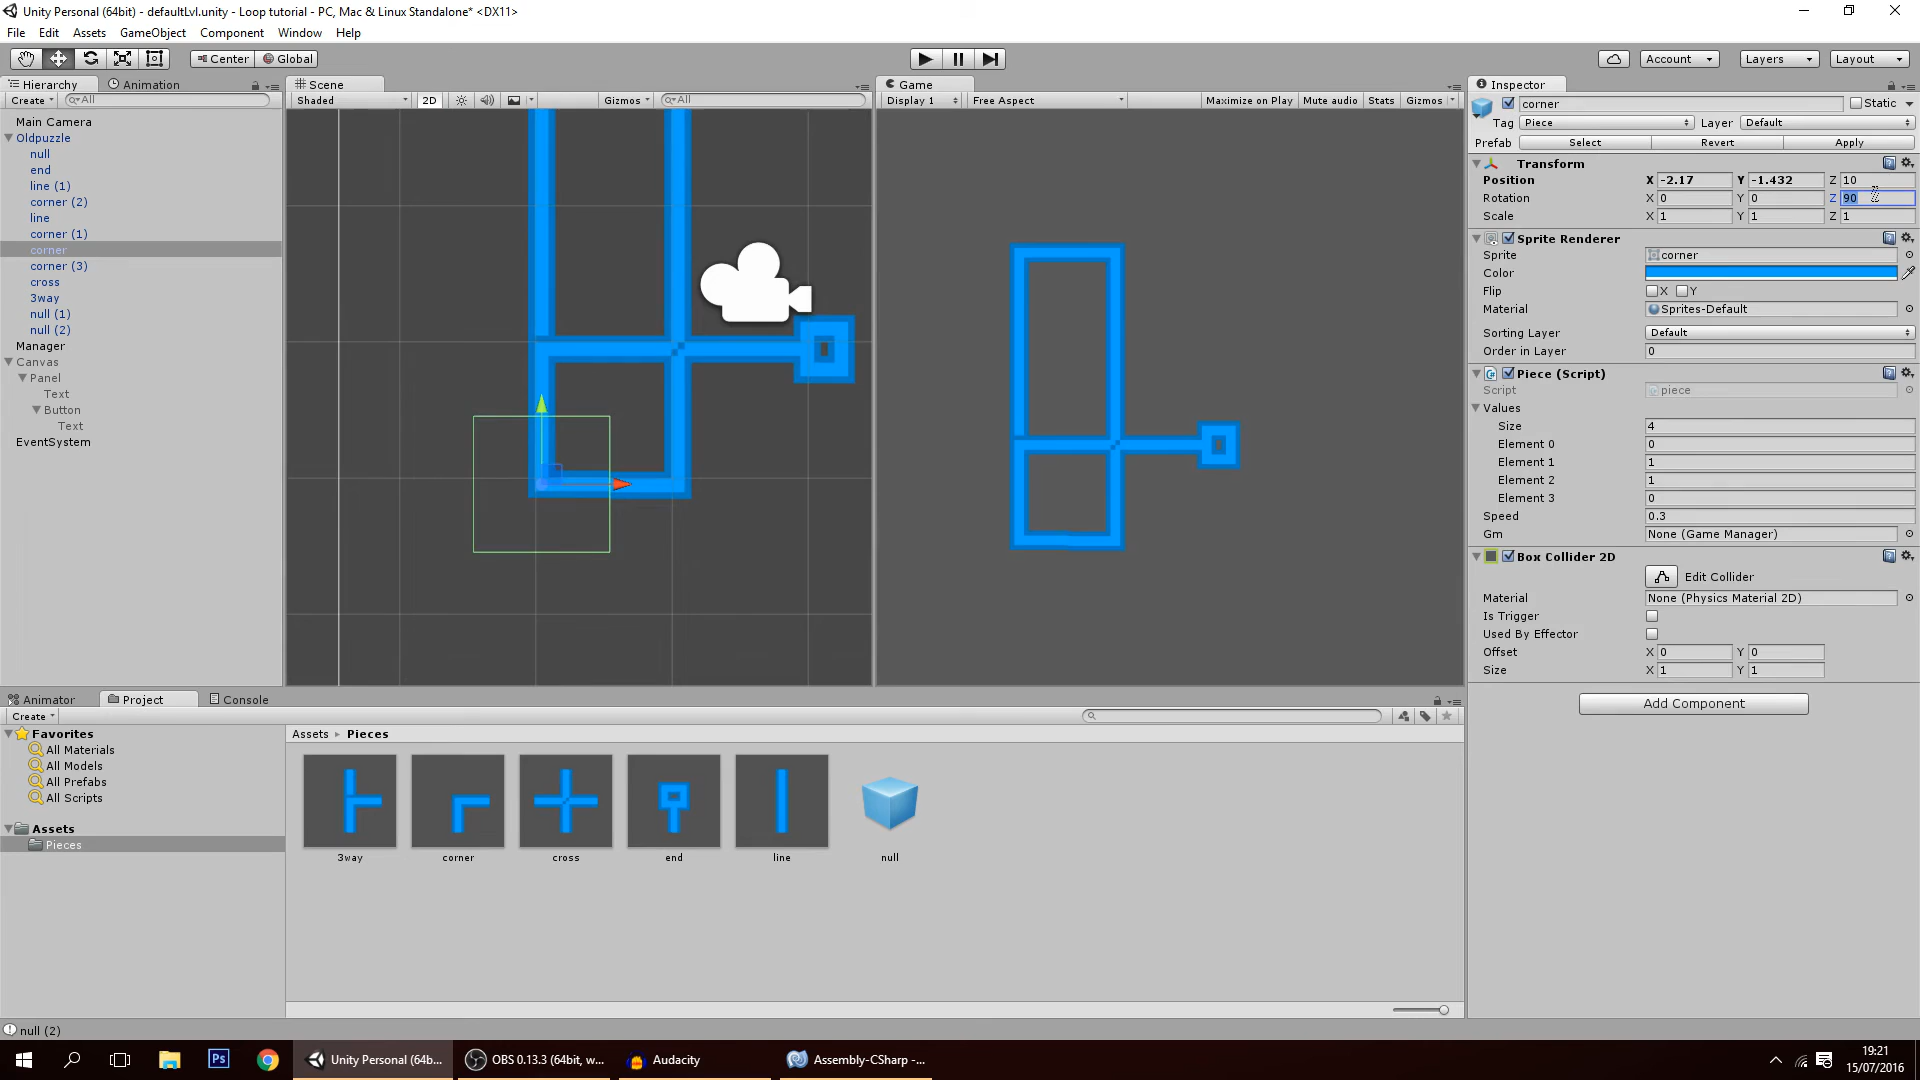 Unity Personal (64bit) - defaultLvl.unity - Loop tutorial - PC, Mac & Linux Standalone* <DX11>
File Edit Assets GameObject Component Window Help
Center Global Account Layers Layout
Hierarchy Animation
Create All
Main Camera
Oldpuzzle
null
end
line (1)
corner (2)
line
corner (1)
corner
corner (3)
cross
3way
null (1)
null (2)
Manager
Canvas
Panel
Text
Button
Text
EventSystem
Scene
Shaded 2D Gizmos All
Game
Display 1 Free Aspect Maximize on Play Mute audio Stats Gizmos
Inspector
corner Static
Tag Piece Layer Default
Prefab Select Revert Apply
Transform
Position X -2.17 Y -1.432 Z 10
Rotation X 0 Y 0 Z 90
Scale X 1 Y 1 Z 1
Sprite Renderer
Sprite corner
Color
Flip X Y
Material Sprites-Default
Sorting Layer Default
Order in Layer 0
Piece (Script)
Script piece
Values
Size 4
Element 0 0
Element 1 1
Element 2 1
Element 3 0
Speed 0.3
Gm None (Game Manager)
Box Collider 2D
Edit Collider
Material None (Physics Material 2D)
Is Trigger
Used By Effector
Offset X 0 Y 0
Size X 1 Y 1
Add Component
Animator Project Console
Create
Favorites
All Materials
All Models
All Prefabs
All Scripts
Assets
Pieces
Assets Pieces
3way corner cross end line null
null (2)
Ps Unity Personal (64b... OBS 0.13.3 (64bit, w... Audacity Assembly-CSharp -...
19:21
15/07/2016